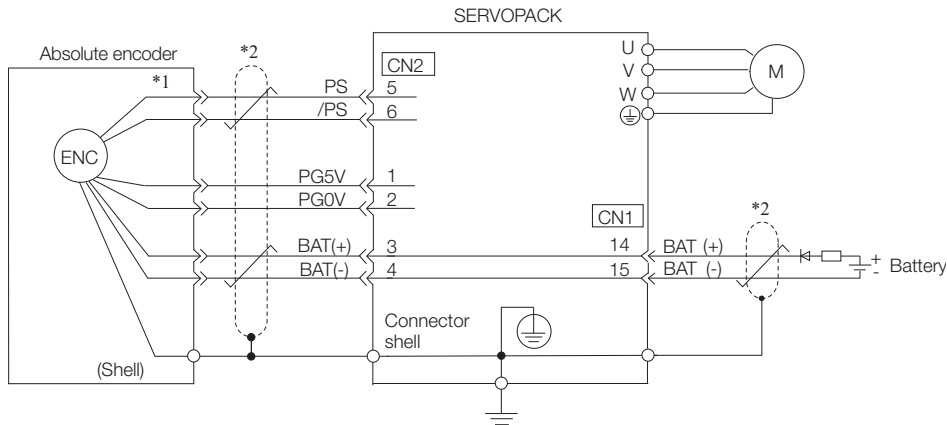 SERVOPACK
Absolute encoder
*2
CN2
U
V
W
M
*1
PS
5
/PS
6
ENC
PG5V
1
PG0V
2
CN1
*2
BAT(+)
3
14
BAT (+)
BAT(-)
4
15
BAT (-)
+
-
Battery
Connector
shell
(Shell)